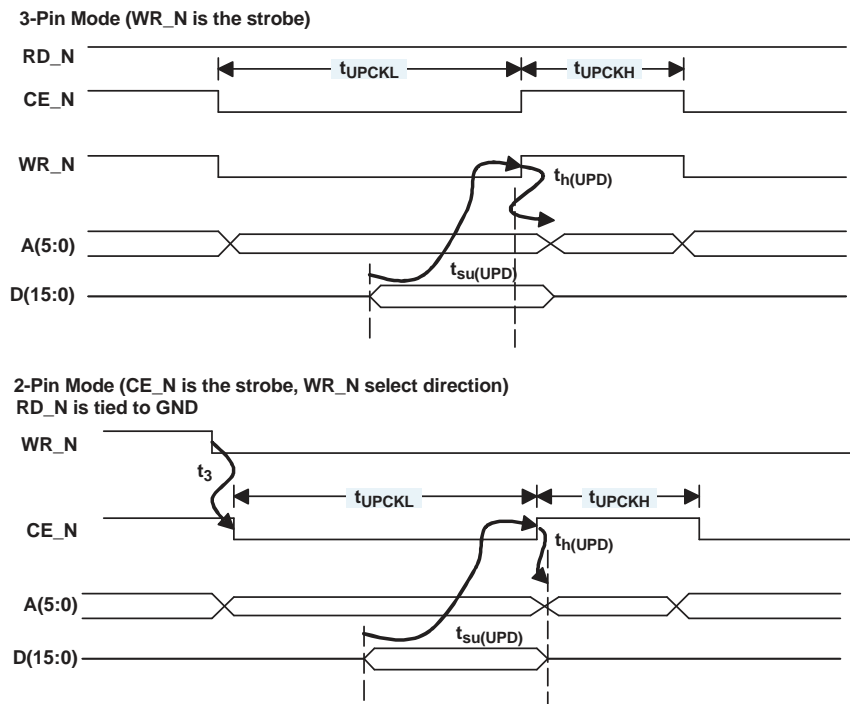 3-Pin Mode (WR_N is the strobe)
RD_N
tUPCKL
tUPCKH
CE_N
WR_N
th(UPD)
A(5:0)
tsu(UPD)
D(15:0)
2-Pin Mode (CE_N is the strobe, WR_N select direction)
RD_N is tied to GND
WR_N
t3
tUPCKL
tUPCKH
CE_N
th(UPD)
A(5:0)
tsu(UPD)
D(15:0)